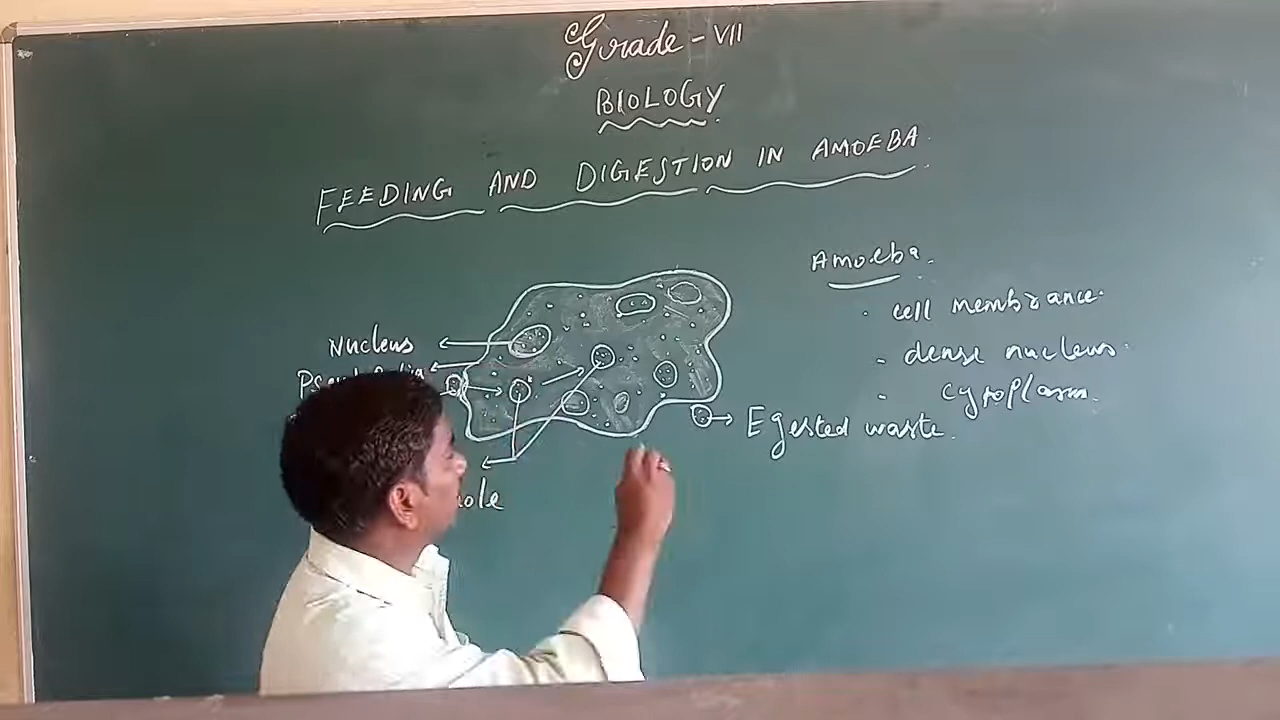 Grade - VII
BIOLOGY
FEEDING AND DIGESTION IN AMOEBA.
Amoeba.
. cell membrance.
- dense nucleus.
- cytoplasm.
Nucleus
Egested waste.